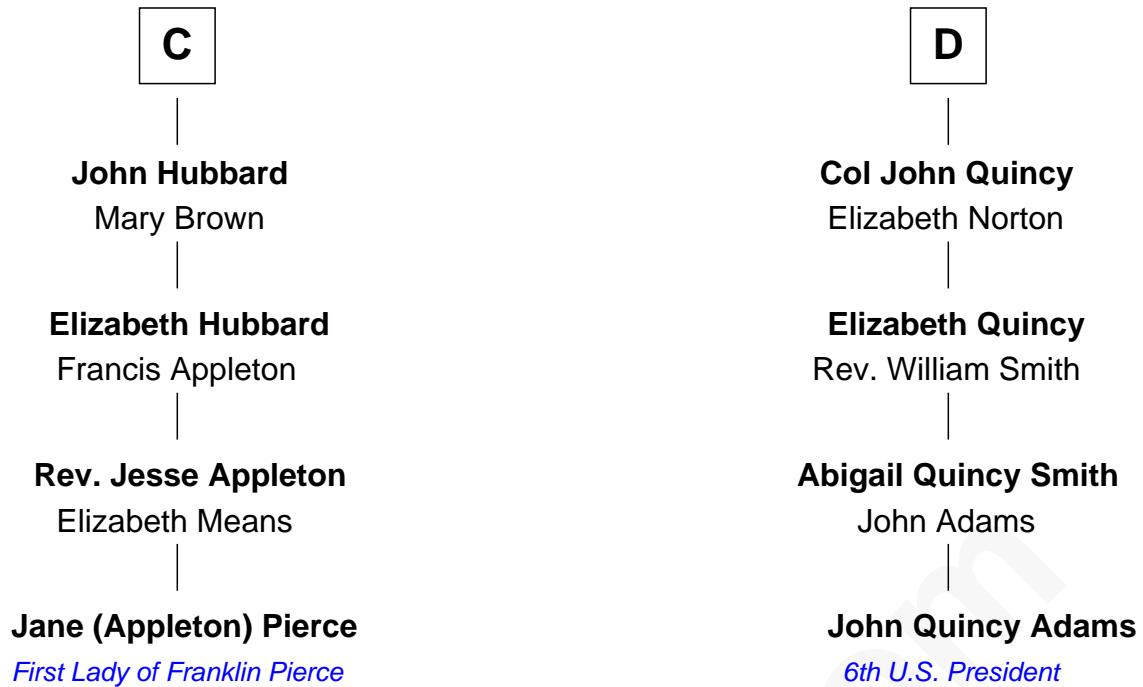 C
John Hubbard
Mary Brown
Elizabeth Hubbard
Francis Appleton
Rev. Jesse Appleton
Elizabeth Means
Jane (Appleton) Pierce
First Lady of Franklin Pierce
D
Col John Quincy
Elizabeth Norton
Elizabeth Quincy
Rev. William Smith
Abigail Quincy Smith
John Adams
John Quincy Adams
6th U.S. President